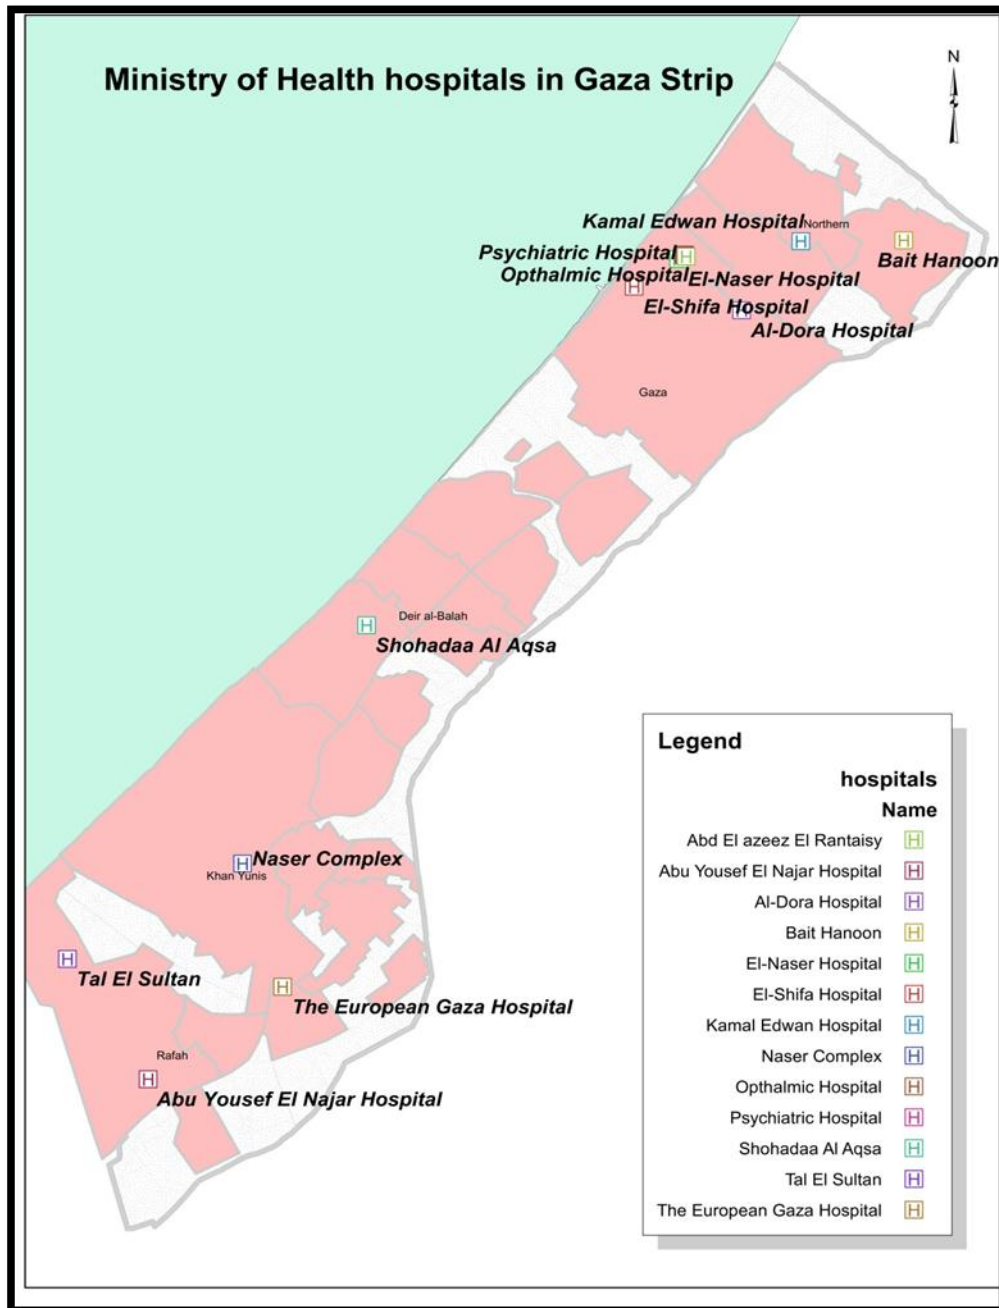 Ministry of Health hospitals in Gaza Strip
N
Kamal Edwan Hospital
Northern
Psychiatric Hospital
Bait Hanoon
Opthalmic Hospital
El-Naser Hospital
El-Shifa Hospital
Al-Dora Hospital
Gaza
Deir al-Balah
Shohadaa Al Aqsa
Naser Complex
Khan Yunis
Tal El Sultan
The European Gaza Hospital
Rafah
Abu Yousef El Najar Hospital
Legend
hospitals
Name
Abd El azeez El Rantaisy H
Abu Yousef El Najar Hospital H
Al-Dora Hospital H
Bait Hanoon H
El-Naser Hospital H
El-Shifa Hospital H
Kamal Edwan Hospital H
Naser Complex H
Opthalmic Hospital H
Psychiatric Hospital H
Shohadaa Al Aqsa H
Tal El Sultan H
The European Gaza Hospital H